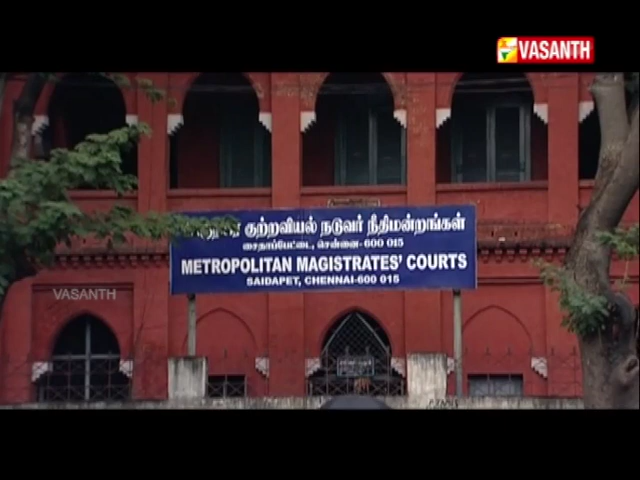 VASANTH
குற்றவியல் நடுவர் நீதிமன்றங்கள்
சைதாப்பேட்டை, சென்னை-600 015
METROPOLITAN MAGISTRATES' COURTS
SAIDAPET, CHENNAI-600 015
VASANTH